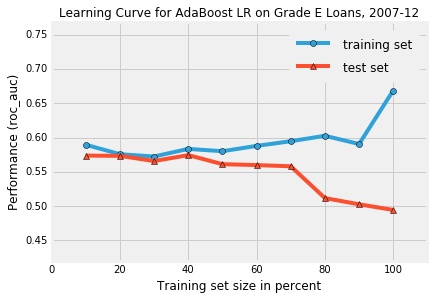 Learning Curve for AdaBoost LR on Grade E Loans, 2007-12
0.75
0.70
0.65
0.60
0.55
0.50
0.45
Performance (roc_auc)
training set
test set
0 20 40 60 80 100
Training set size in percent